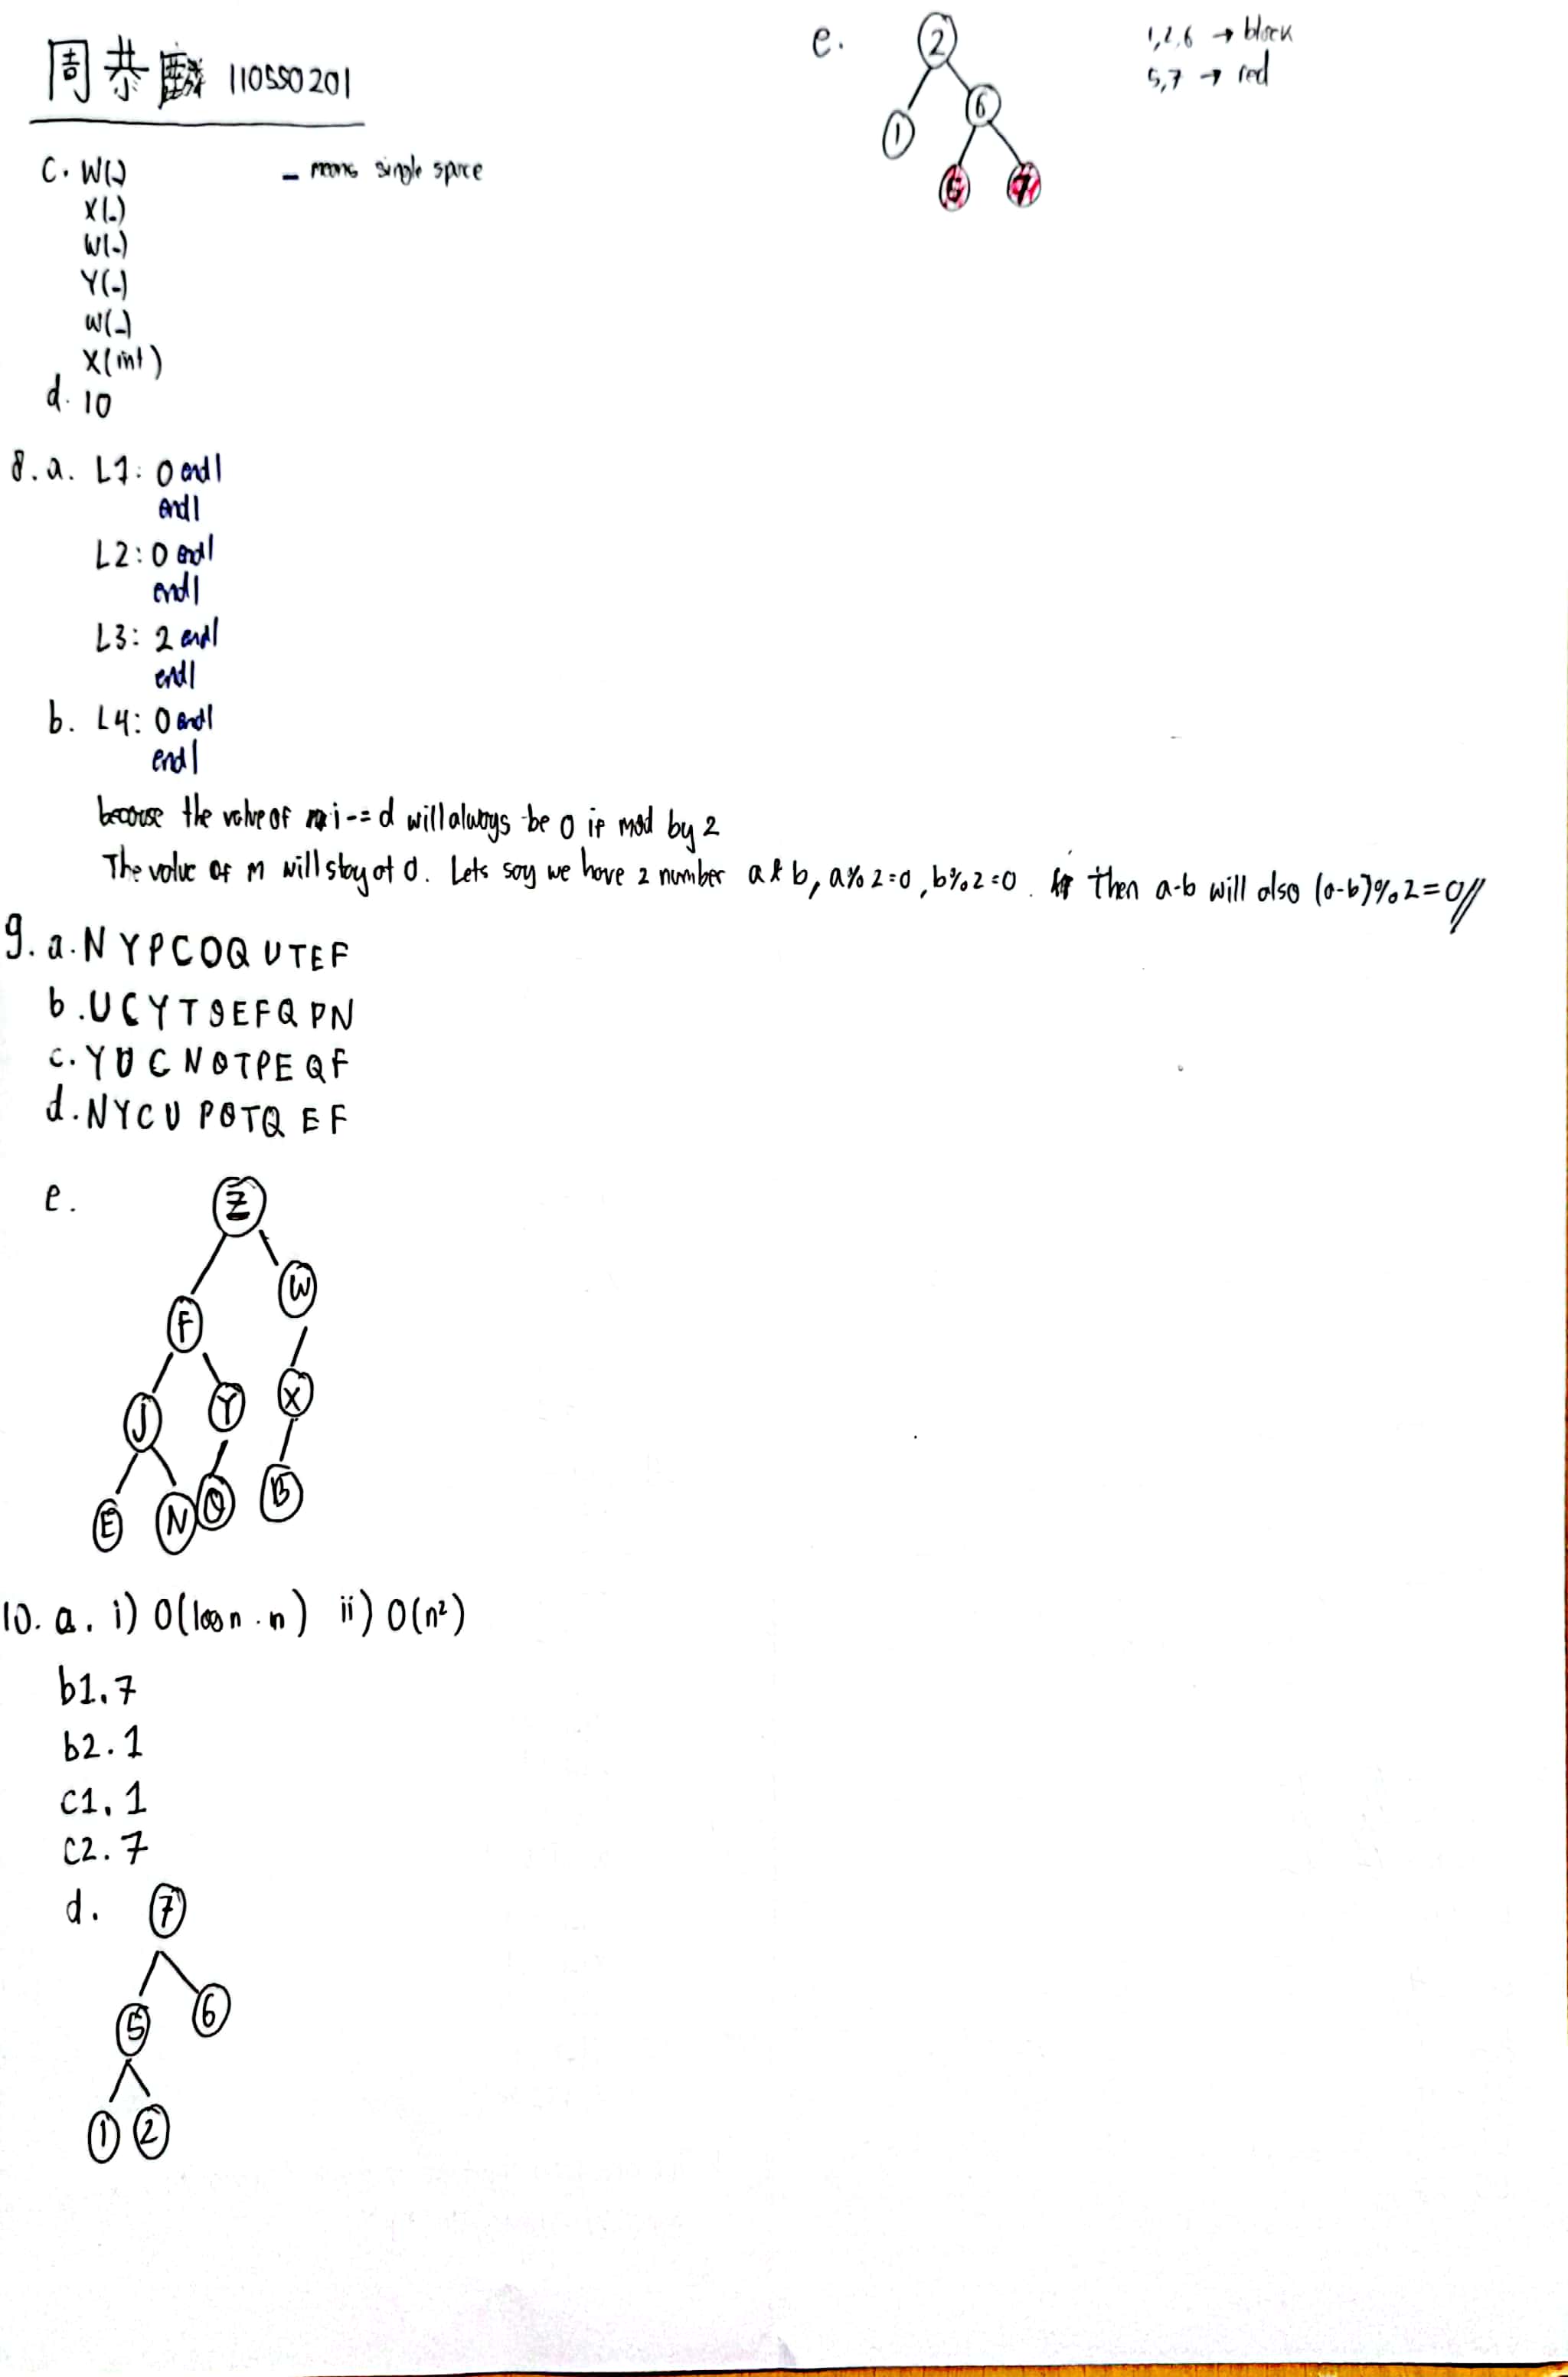 周恭麟 110550201
C. W(_)
_ means single space
X(_)
W(_)
Y(_)
W(_)
X(int)
d. 10
8. a. L1: 0 endl
endl
L2: 0 endl
endl
L3: 2 endl
endl
b. L4: 0 endl
endl
because the value of i -= d will always be 0 if mod by 2
The value of m will stay at 0. Lets say we have 2 number a & b, a%2=0, b%2=0. then a-b will also (a-b)%2=0//
9. a. N Y P C O Q U T E F
b. U C Y T O E F Q P N
c. Y U C N O T P E Q F
d. N Y C U P O T Q E F
e.
Z
F W
J Y X
E N O B
10. a. i) O(log n · n) ii) O(n²)
b1. 7
b2. 1
c1. 1
c2. 7
d.
7
5 6
1 2
e.
2
1 6
5 7
1,2,6 → black
5,7 → red